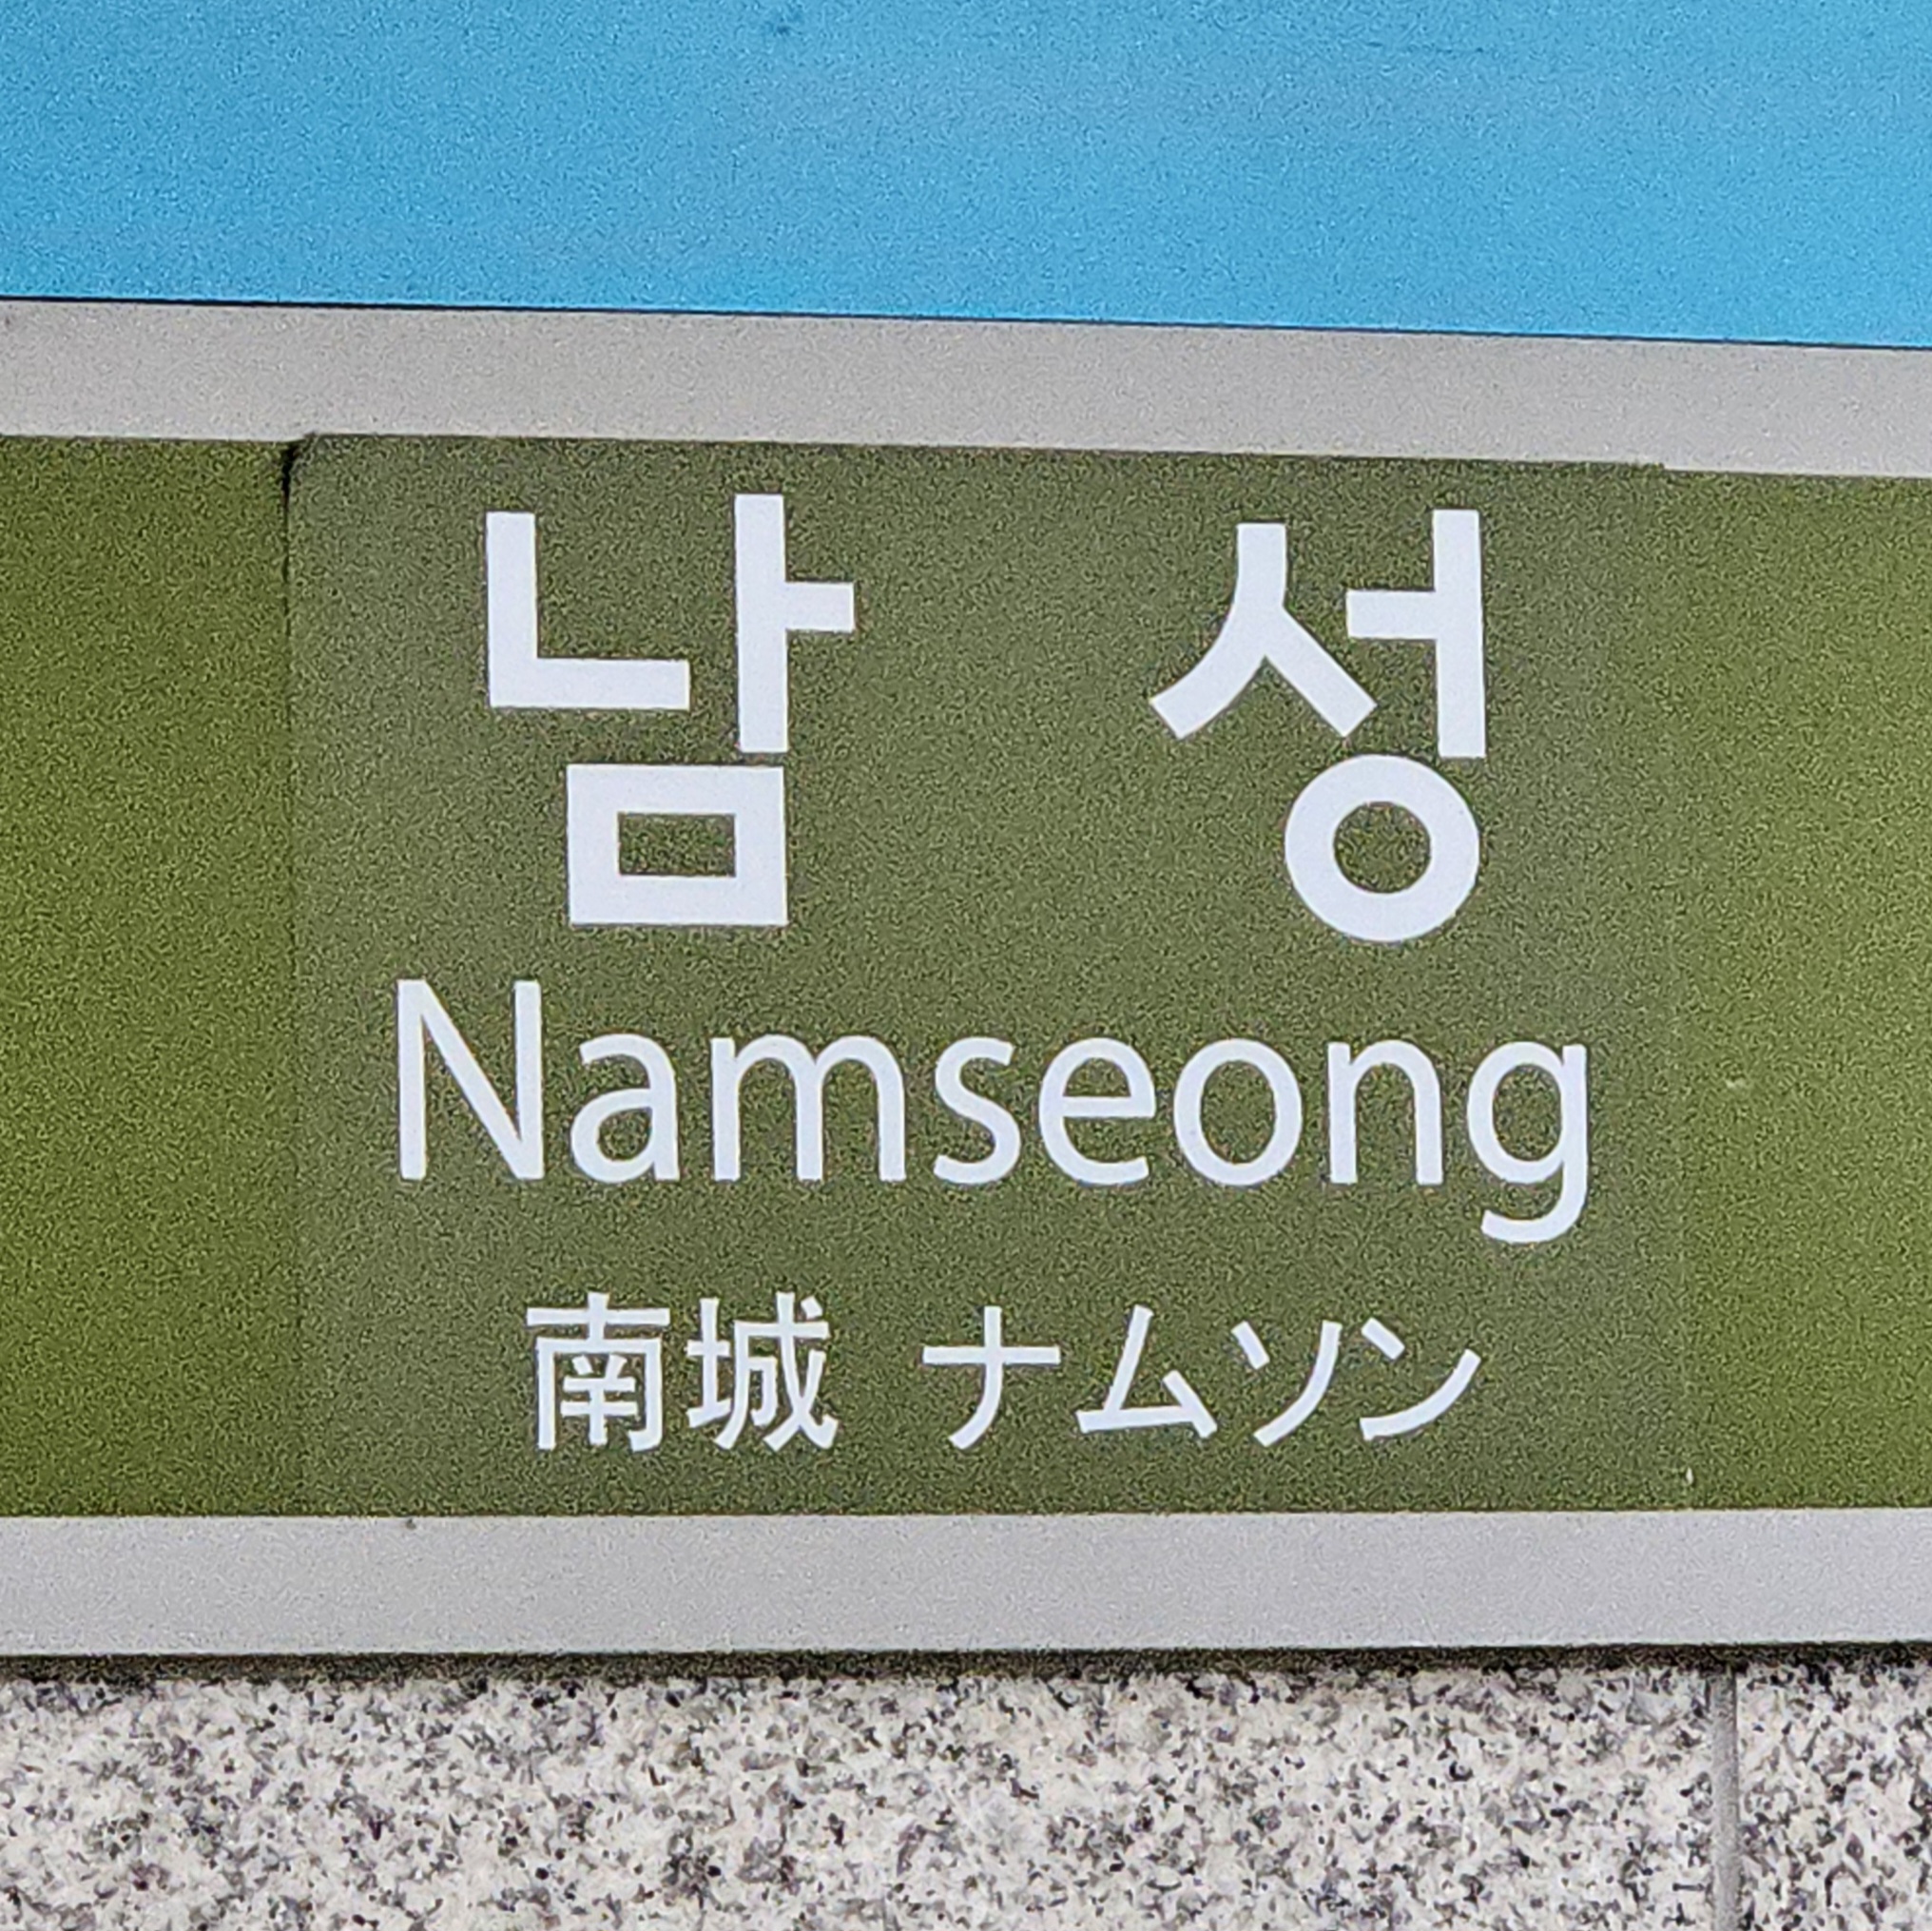 남 성
Namseong
南城 ナムソン